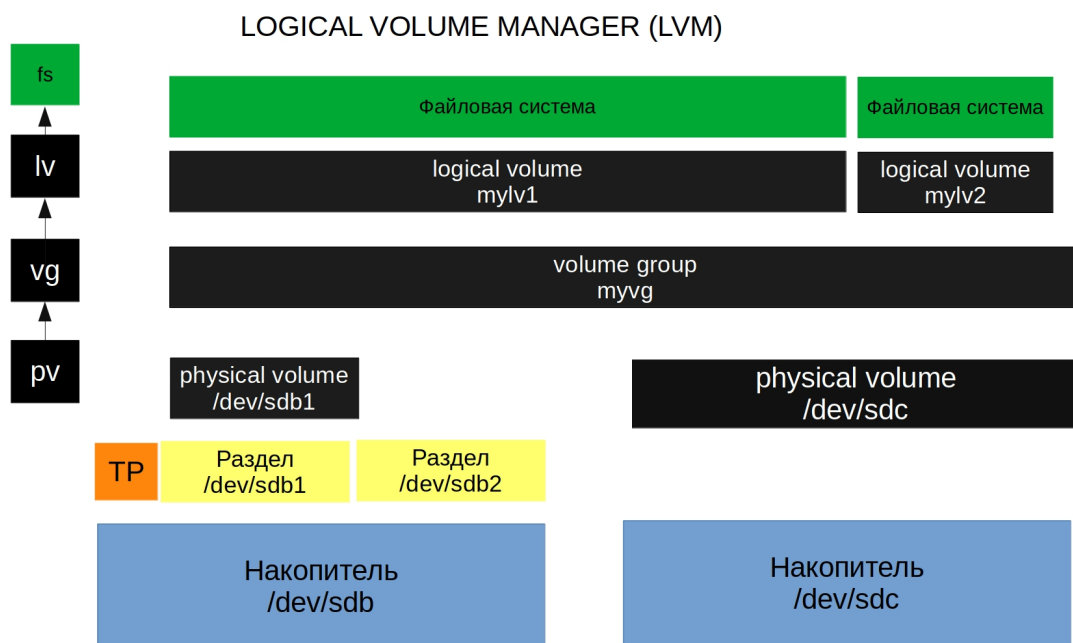 LOGICAL VOLUME MANAGER (LVM)
fs
Файловая система
Файловая система
lv
logical volume
mylv1
logical volume
mylv2
vg
volume group
myvg
pv
physical volume
/dev/sdb1
physical volume
/dev/sdc
TP
Раздел
/dev/sdb1
Раздел
/dev/sdb2
Накопитель
/dev/sdb
Накопитель
/dev/sdc